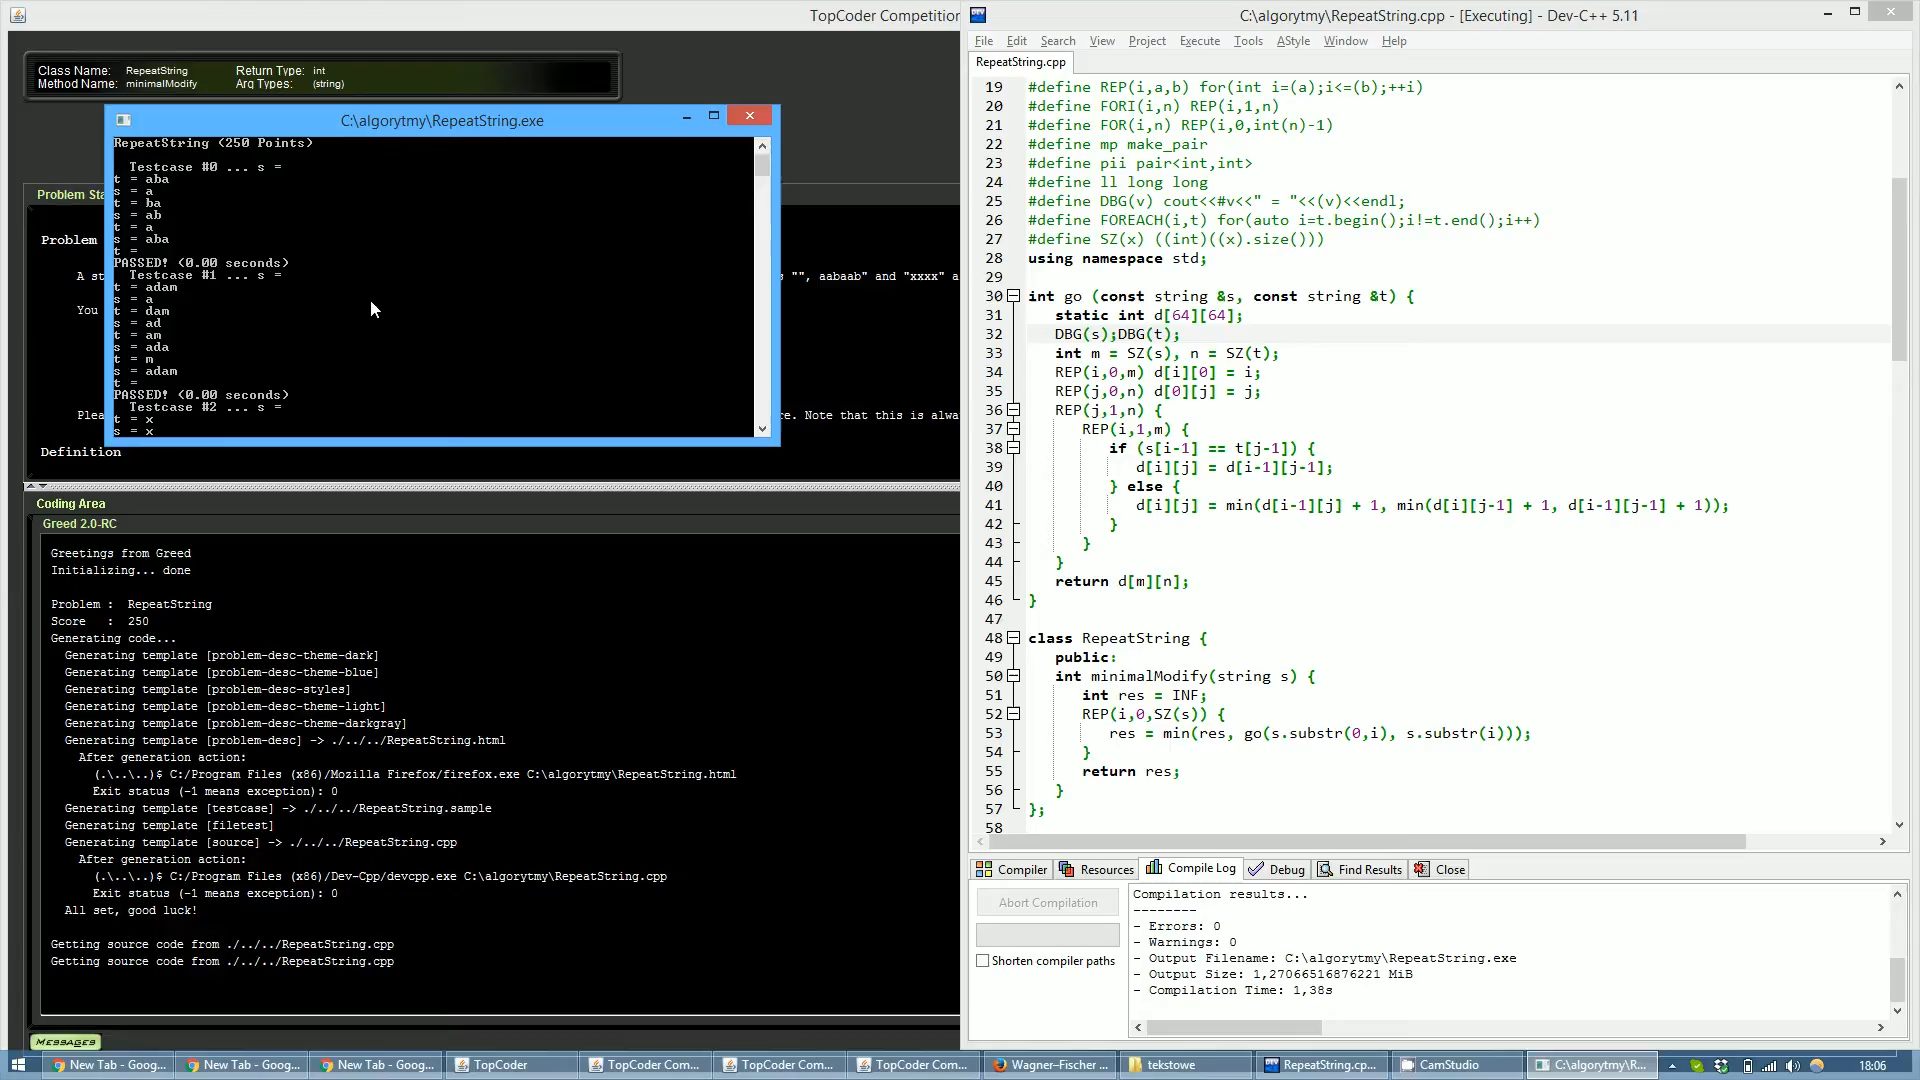 TopCoder Competition
Class Name: RepeatString Return Type: int
Method Name: minimalModify Arg Types: (string)
C:\algorytmy\RepeatString.exe
RepeatString (250 Points)
Testcase #0 ... s =
t = aba
s = a
t = ba
s = ab
t = a
s = aba
t =
PASSED! (0.00 seconds)
Testcase #1 ... s =
t = adam
s = a
t = dam
s = ad
t = am
s = ada
t = m
s = adam
t =
PASSED! (0.00 seconds)
Testcase #2 ... s =
t = x
s = x
Problem Sta
Problem
A st
s "", aabaab" and "xxxx" a
You
Plea
re. Note that this is alwa
Definition
Coding Area
Greed 2.0-RC
Greetings from Greed
Initializing... done
Problem : RepeatString
Score : 250
Generating code...
Generating template [problem-desc-theme-dark]
Generating template [problem-desc-theme-blue]
Generating template [problem-desc-styles]
Generating template [problem-desc-theme-light]
Generating template [problem-desc-theme-darkgray]
Generating template [problem-desc] -> ./../../RepeatString.html
After generation action:
(.\..\..)$ C:/Program Files (x86)/Mozilla Firefox/firefox.exe C:\algorytmy\RepeatString.html
Exit status (-1 means exception): 0
Generating template [testcase] -> ./../../RepeatString.sample
Generating template [filetest]
Generating template [source] -> ./../../RepeatString.cpp
After generation action:
(.\..\..)$ C:/Program Files (x86)/Dev-Cpp/devcpp.exe C:\algorytmy\RepeatString.cpp
Exit status (-1 means exception): 0
All set, good luck!
Getting source code from ./../../RepeatString.cpp
Getting source code from ./../../RepeatString.cpp
MESSAGES
C:\algorytmy\RepeatString.cpp - [Executing] - Dev-C++ 5.11
File Edit Search View Project Execute Tools AStyle Window Help
RepeatString.cpp
19 #define REP(i,a,b) for(int i=(a);i<=(b);++i)
20 #define FORI(i,n) REP(i,1,n)
21 #define FOR(i,n) REP(i,0,int(n)-1)
22 #define mp make_pair
23 #define pii pair<int,int>
24 #define ll long long
25 #define DBG(v) cout<<#v<<" = "<<(v)<<endl;
26 #define FOREACH(i,t) for(auto i=t.begin();i!=t.end();i++)
27 #define SZ(x) ((int)((x).size()))
28 using namespace std;
29
30 int go (const string &s, const string &t) {
31 static int d[64][64];
32 DBG(s);DBG(t);
33 int m = SZ(s), n = SZ(t);
34 REP(i,0,m) d[i][0] = i;
35 REP(j,0,n) d[0][j] = j;
36 REP(j,1,n) {
37 REP(i,1,m) {
38 if (s[i-1] == t[j-1]) {
39 d[i][j] = d[i-1][j-1];
40 } else {
41 d[i][j] = min(d[i-1][j] + 1, min(d[i][j-1] + 1, d[i-1][j-1] + 1));
42 }
43 }
44 }
45 return d[m][n];
46 }
47
48 class RepeatString {
49 public:
50 int minimalModify(string s) {
51 int res = INF;
52 REP(i,0,SZ(s)) {
53 res = min(res, go(s.substr(0,i), s.substr(i)));
54 }
55 return res;
56 }
57 };
58
Compiler Resources Compile Log Debug Find Results Close
Abort Compilation
Shorten compiler paths
Compilation results...
--------
- Errors: 0
- Warnings: 0
- Output Filename: C:\algorytmy\RepeatString.exe
- Output Size: 1,27066516876221 MiB
- Compilation Time: 1,38s
New Tab - Goog... New Tab - Goog... New Tab - Goog... TopCoder TopCoder Com... TopCoder Com... TopCoder Com... Wagner–Fischer ... tekstowe RepeatString.cp... CamStudio C:\algorytmy\R... 18:06